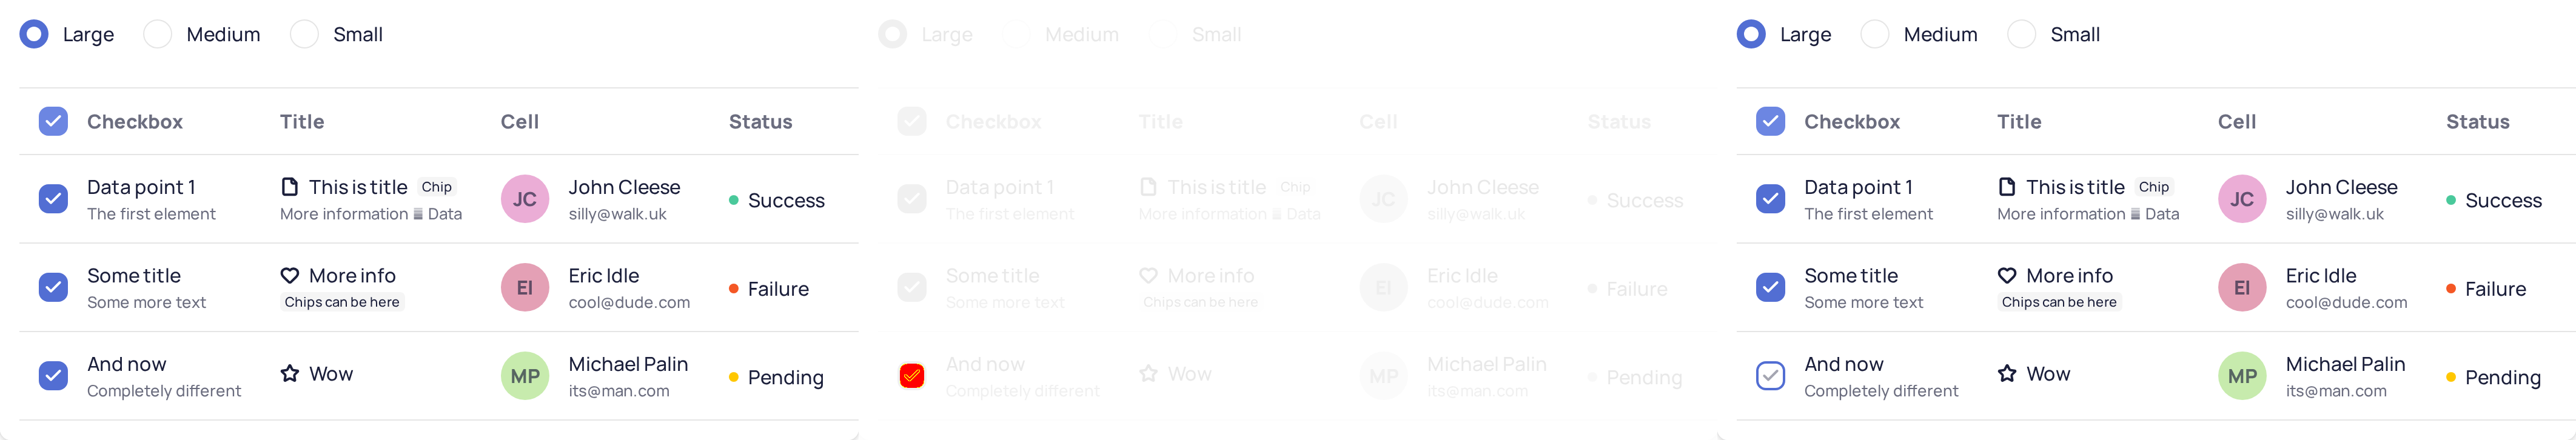 Large Medium Small
Checkbox Title Cell Status
Data point 1 This is title Chip John Cleese Success
The first element More information Data JC silly@walk.uk
Some title More info Eric Idle Failure
Some more text Chips can be here EI cool@dude.com
And now Wow Michael Palin Pending
Completely different MP its@man.com
Large Medium Small
Checkbox Title Cell Status
Data point 1 This is title Chip John Cleese Success
The first element More information Data JC silly@walk.uk
Some title More info Eric Idle Failure
Some more text Chips can be here EI cool@dude.com
And now Wow Michael Palin Pending
Completely different MP its@man.com
Large Medium Small
Checkbox Title Cell Status
Data point 1 This is title Chip John Cleese Success
The first element More information Data JC silly@walk.uk
Some title More info Eric Idle Failure
Some more text Chips can be here EI cool@dude.com
And now Wow Michael Palin Pending
Completely different MP its@man.com